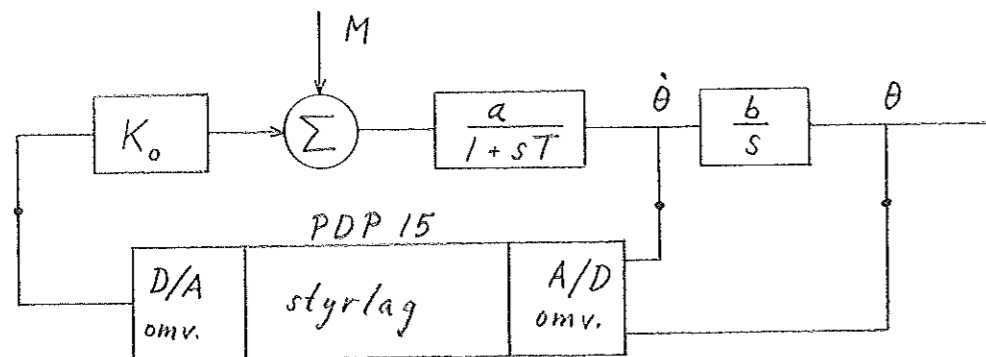 M
K₀
Σ
a
1 + sT
θ̇
b
s
θ
PDP 15
D/A
omv.
styrlag
A/D
omv.